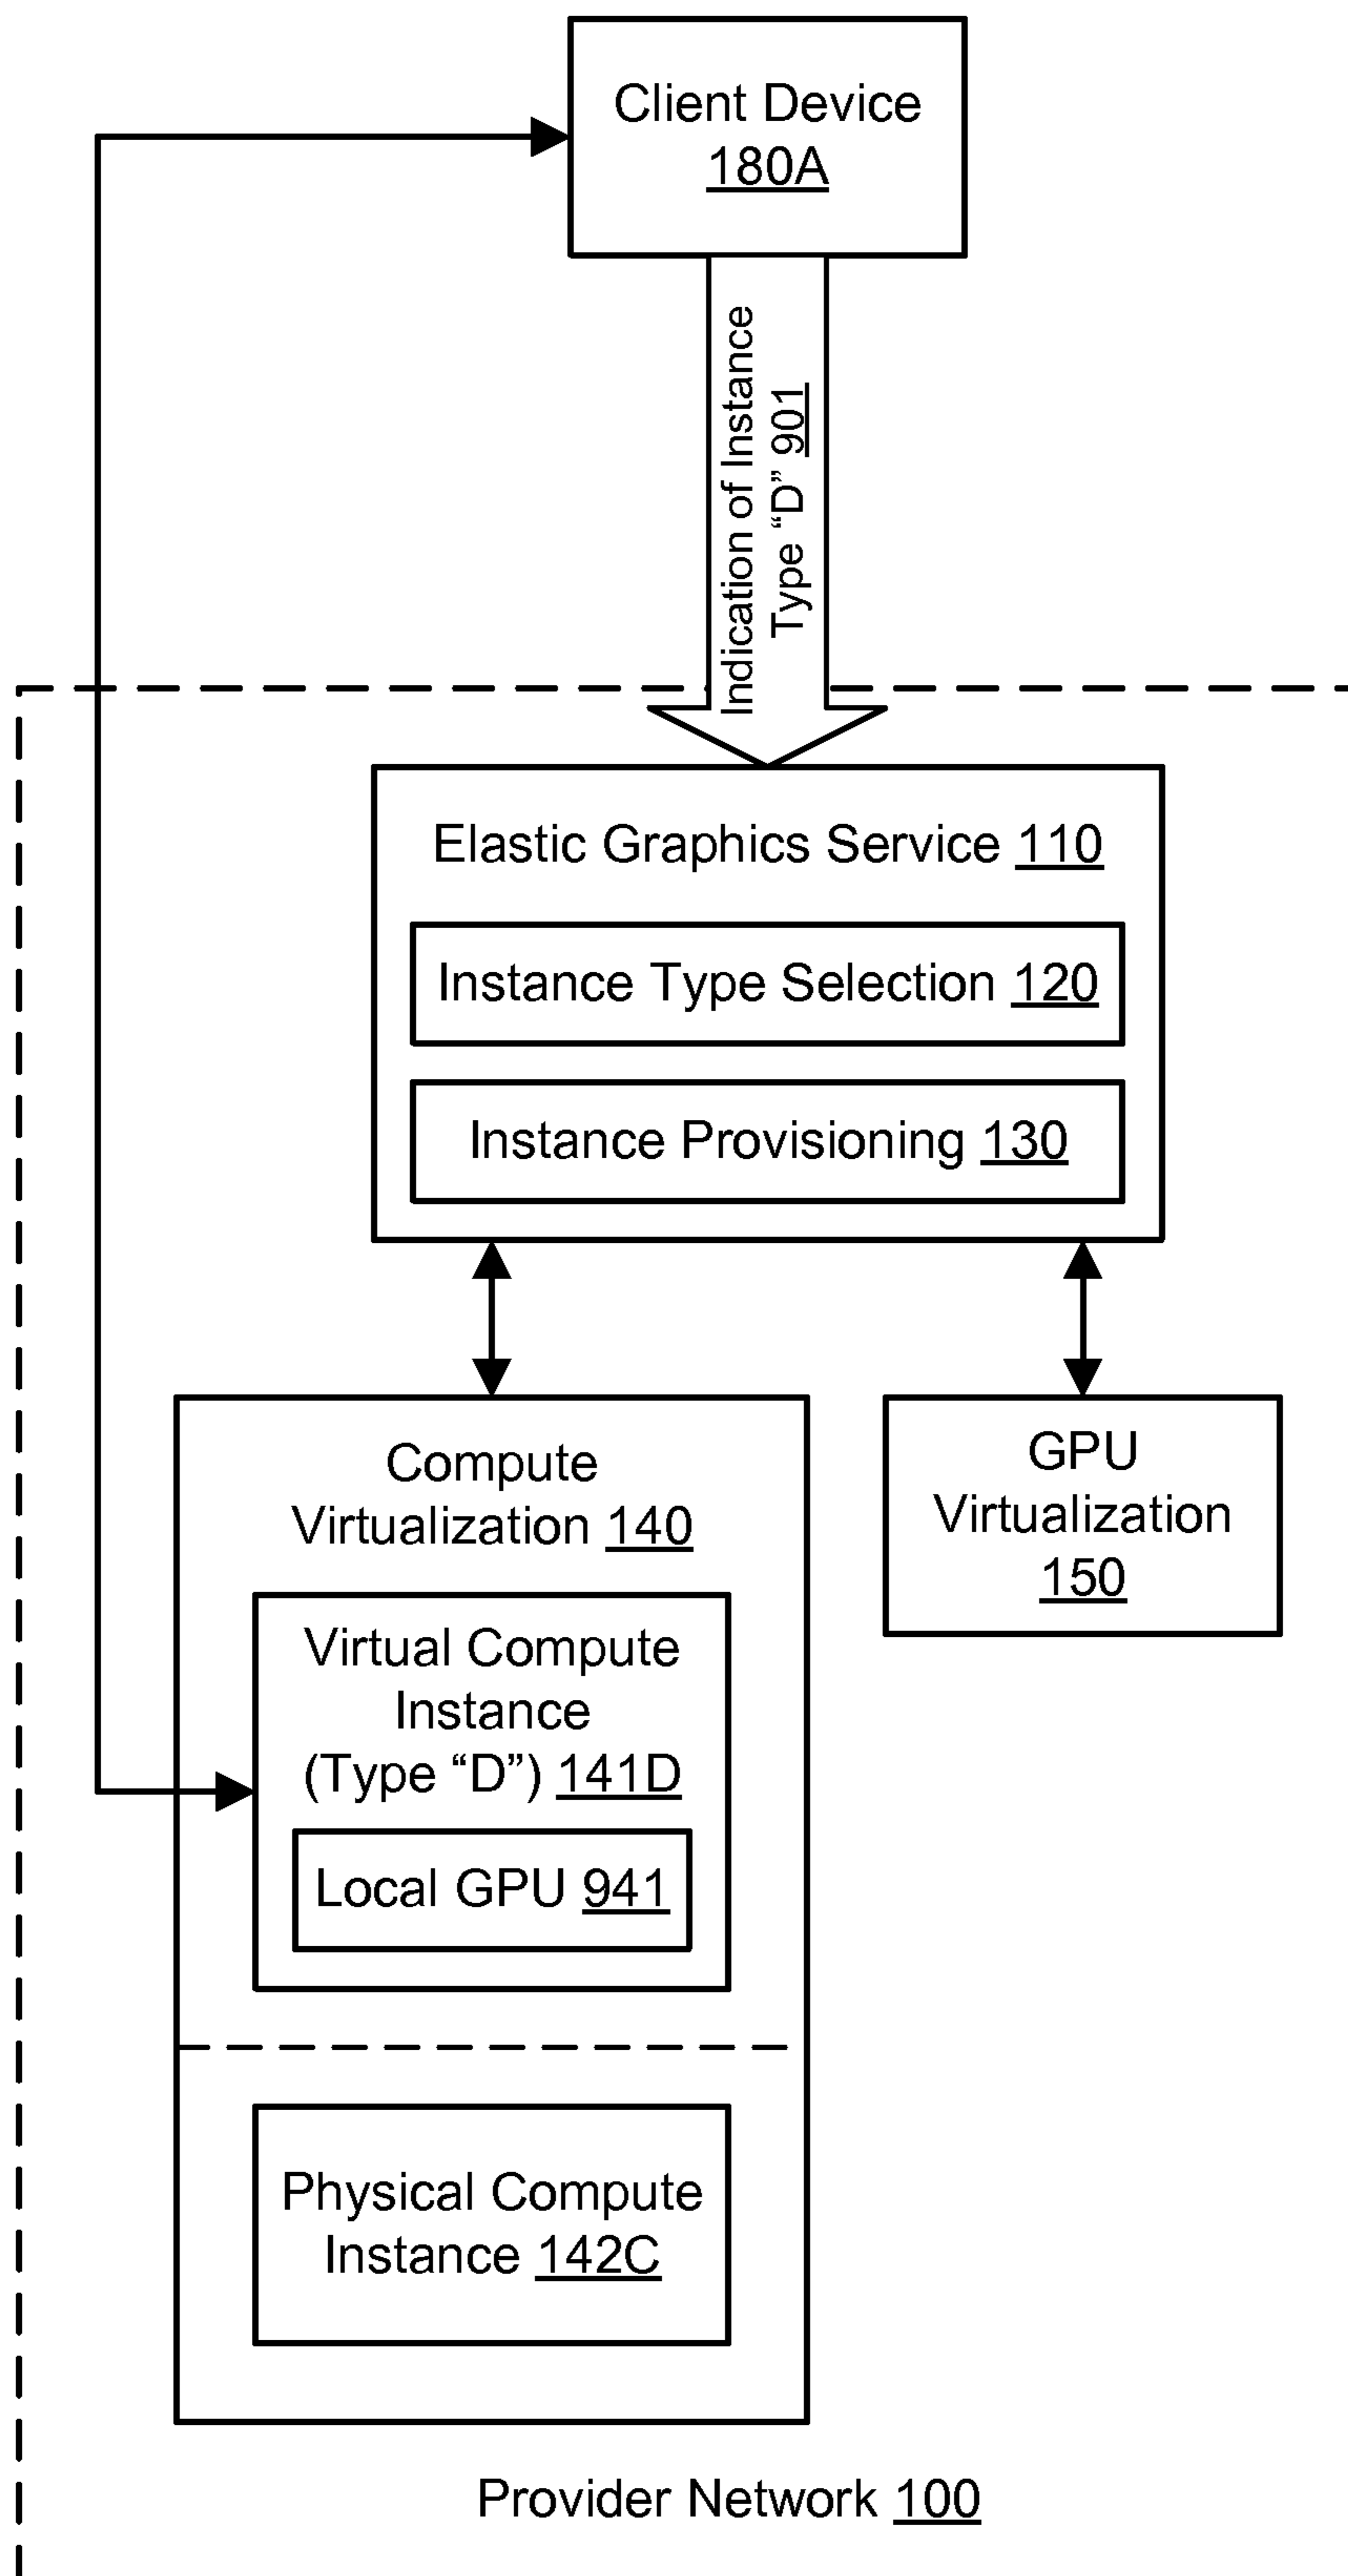 Client Device
180A
Indication of Instance
Type “D” 901
Elastic Graphics Service 110
Instance Type Selection 120
Instance Provisioning 130
Compute
Virtualization 140
Virtual Compute
Instance
(Type “D”) 141D
Local GPU 941
Physical Compute
Instance 142C
GPU
Virtualization
150
Provider Network 100